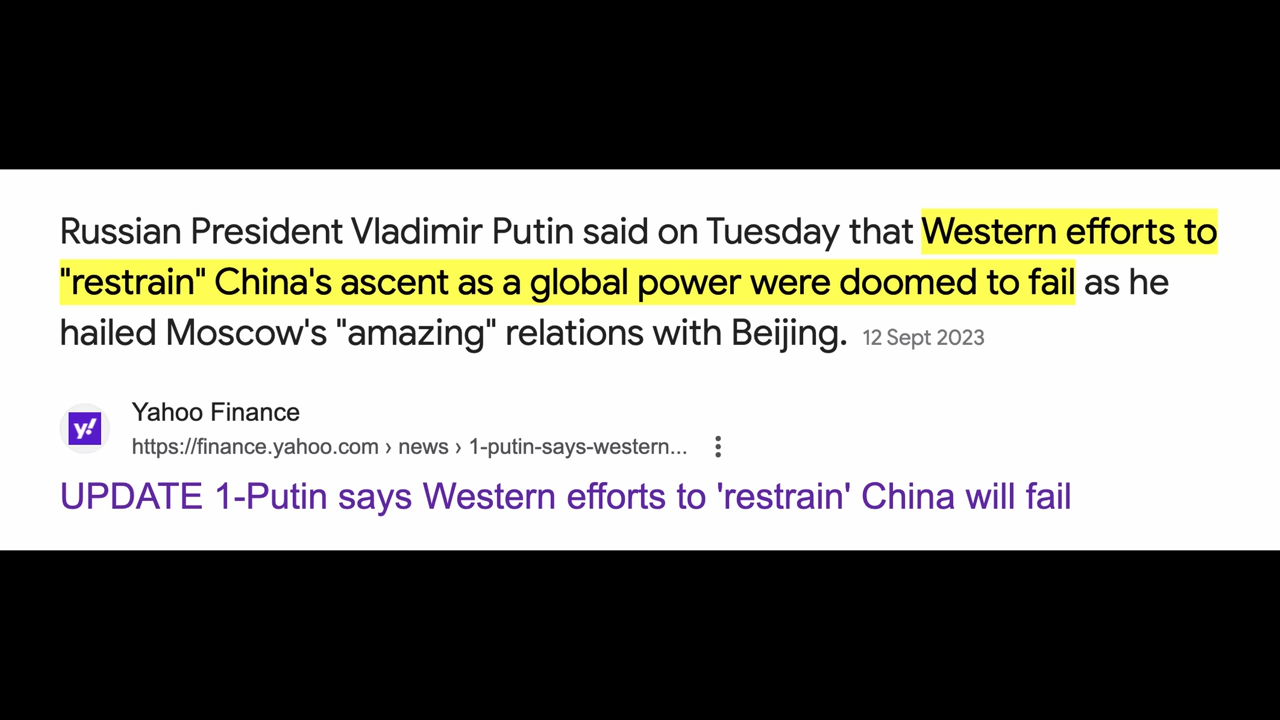 Russian President Vladimir Putin said on Tuesday that Western efforts to
"restrain" China's ascent as a global power were doomed to fail as he
hailed Moscow's "amazing" relations with Beijing. 12 Sept 2023
y!
Yahoo Finance
https://finance.yahoo.com › news › 1-putin-says-western...
UPDATE 1-Putin says Western efforts to 'restrain' China will fail